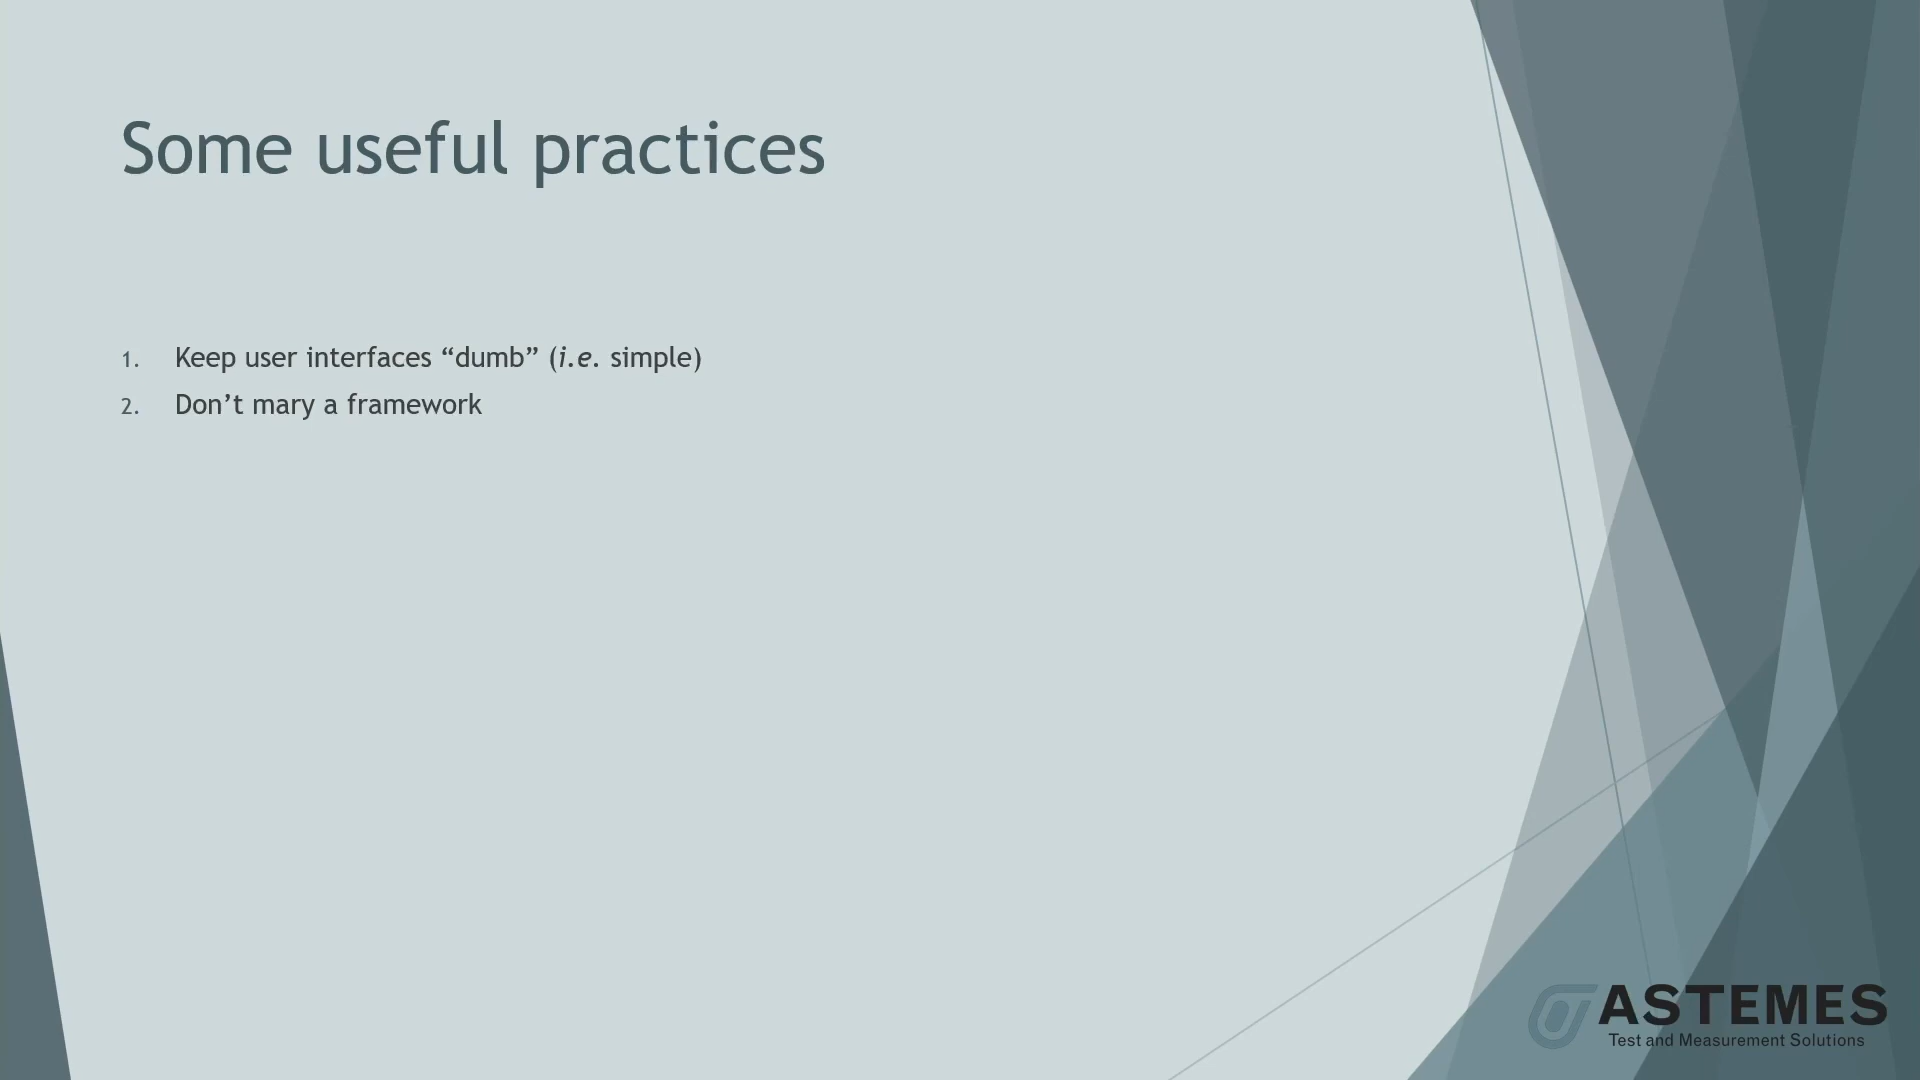 Some useful practices
1. Keep user interfaces “dumb” (i.e. simple)
2. Don’t mary a framework
ASTEMES
Test and Measurement Solutions